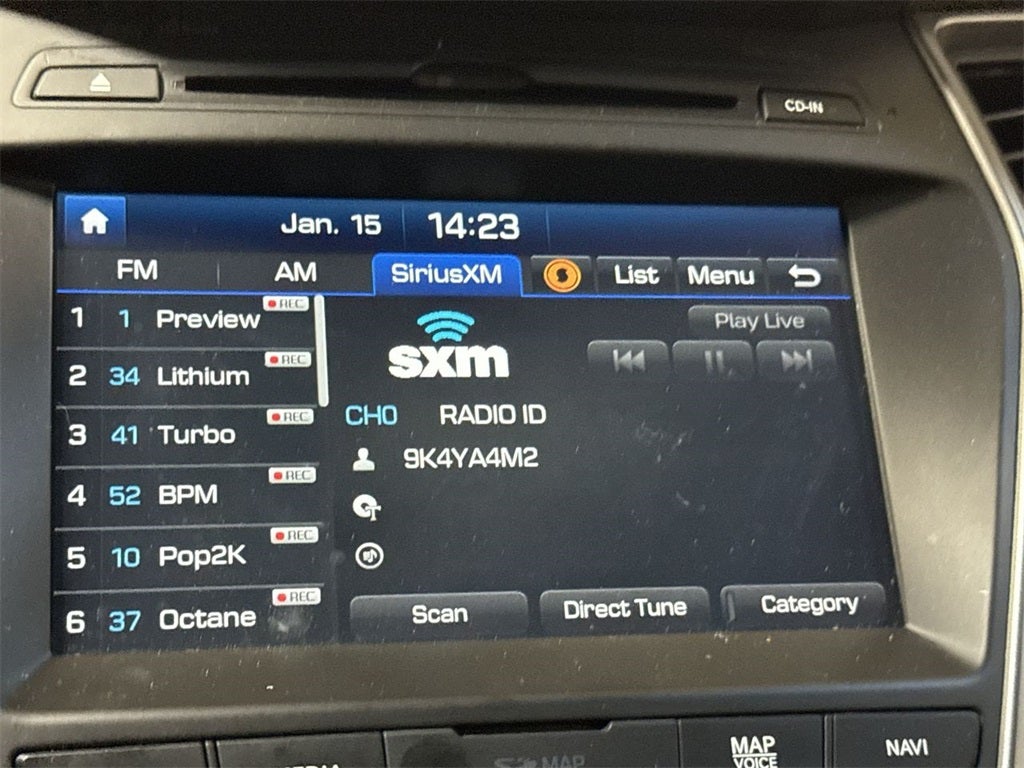 CD-IN
Jan. 15 14:23
FM AM SiriusXM List Menu
1 1 Preview REC
2 34 Lithium REC
3 41 Turbo REC
4 52 BPM REC
5 10 Pop2K REC
6 37 Octane REC
sxm
Play Live
CH0 RADIO ID
9K4YA4M2
Scan Direct Tune Category
MAP
MAP
VOICE
NAVI